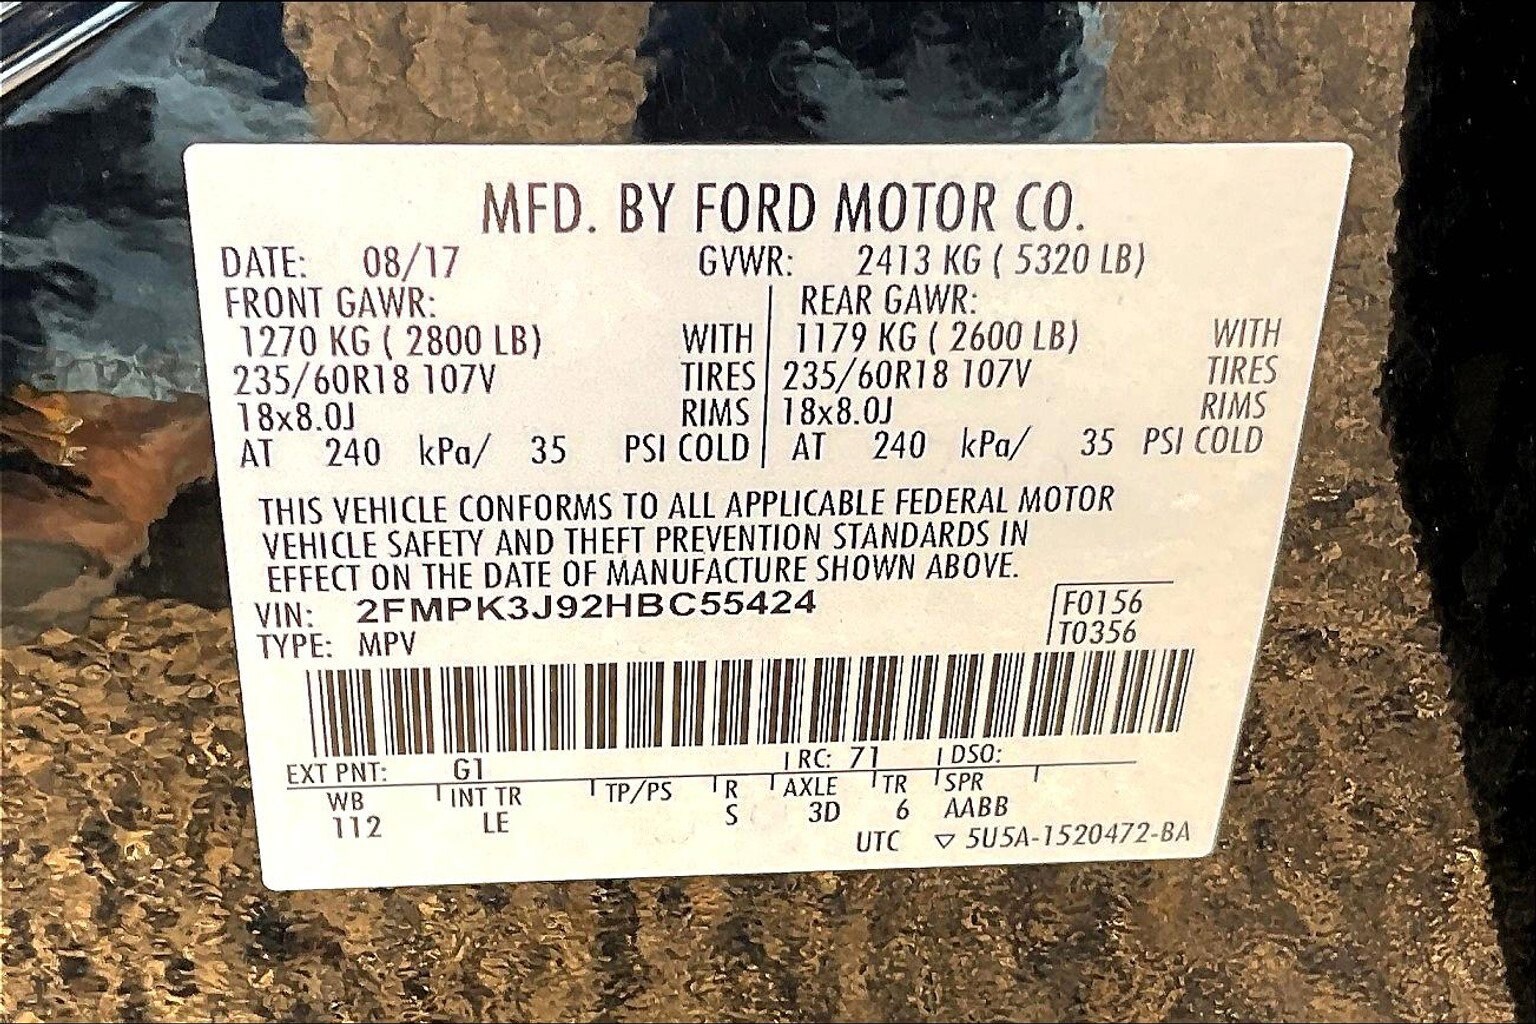 MFD. BY FORD MOTOR CO.
DATE: 08/17 GVWR: 2413 KG ( 5320 LB)
FRONT GAWR: REAR GAWR:
1270 KG ( 2800 LB) WITH 1179 KG ( 2600 LB) WITH
235/60R18 107V TIRES 235/60R18 107V TIRES
18x8.0J RIMS 18x8.0J RIMS
AT 240 kPa/ 35 PSI COLD AT 240 kPa/ 35 PSI COLD
THIS VEHICLE CONFORMS TO ALL APPLICABLE FEDERAL MOTOR
VEHICLE SAFETY AND THEFT PREVENTION STANDARDS IN
EFFECT ON THE DATE OF MANUFACTURE SHOWN ABOVE.
VIN: 2FMPK3J92HBC55424 F0156
TYPE: MPV T0356
EXT PNT: G1 RC: 71 DSO:
WB INT TR TP/PS R AXLE TR SPR
112 LE S 3D 6 AABB
UTC ▽ 5U5A-1520472-BA